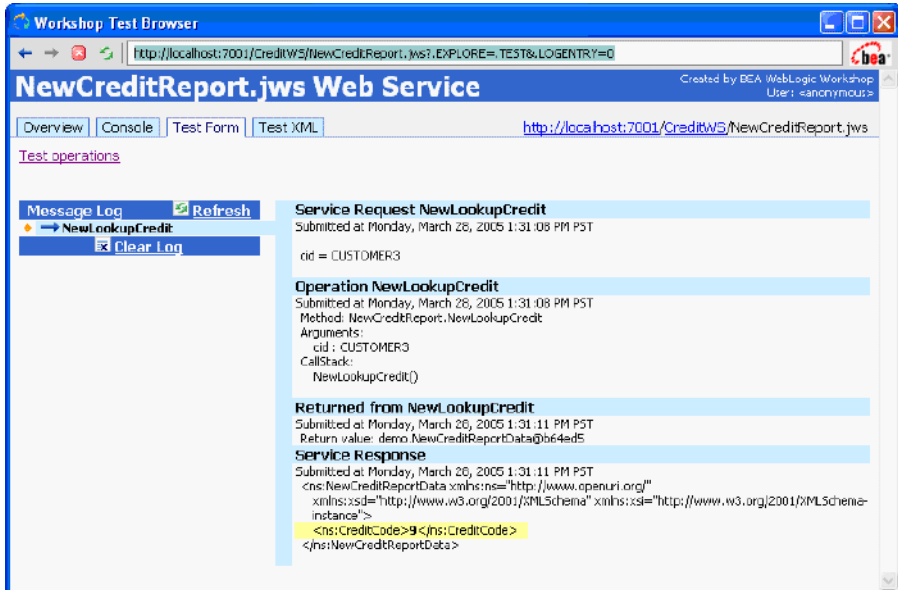 Workshop Test Browser
http://localhost:7001/CreditWS/NewCreditReport.jws?.EXPLORE=.TEST&.LOGENTRY=0
bea
NewCreditReport.jws Web Service
Created by BEA WebLogic Workshop
User: <anonymous>
Overview Console Test Form Test XML
http://localhost:7001/CreditWS/NewCreditReport.jws
Test operations
Message Log Refresh
NewLookupCredit
Clear Log
Service Request NewLookupCredit
Submitted at Monday, March 28, 2005 1:31:08 PM PST
cid = CUSTOMER3
Operation NewLookupCredit
Submitted at Monday, March 28, 2005 1:31:08 PM PST
Method: NewCreditReport.NewLookupCredit
Arguments:
cid : CUSTOMER3
CallStack:
NewLookupCredit()
Returned from NewLookupCredit
Submitted at Monday, March 28, 2005 1:31:11 PM PST
Return value: demo.NewCreditReportData@b64ed5
Service Response
Submitted at Monday, March 28, 2005 1:31:11 PM PST
<ns:NewCreditReportData xmlns:ns="http://www.openuri.org/"
xmlns:xsd="http://www.w3.org/2001/XMLSchema" xmlns:xsi="http://www.w3.org/2001/XMLSchema-
instance">
<ns:CreditCode>9</ns:CreditCode>
</ns:NewCreditReportData>